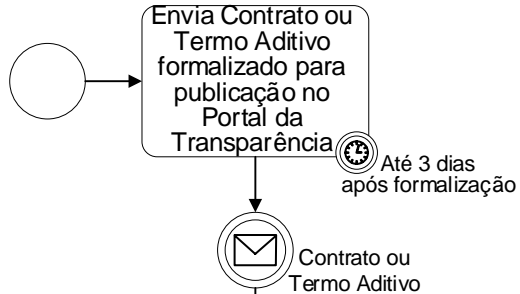 Envia Contrato ou
Termo Aditivo
formalizado para
publicação no
Portal da
Transparência
Até 3 dias
após formalização
Contrato ou
Termo Aditivo